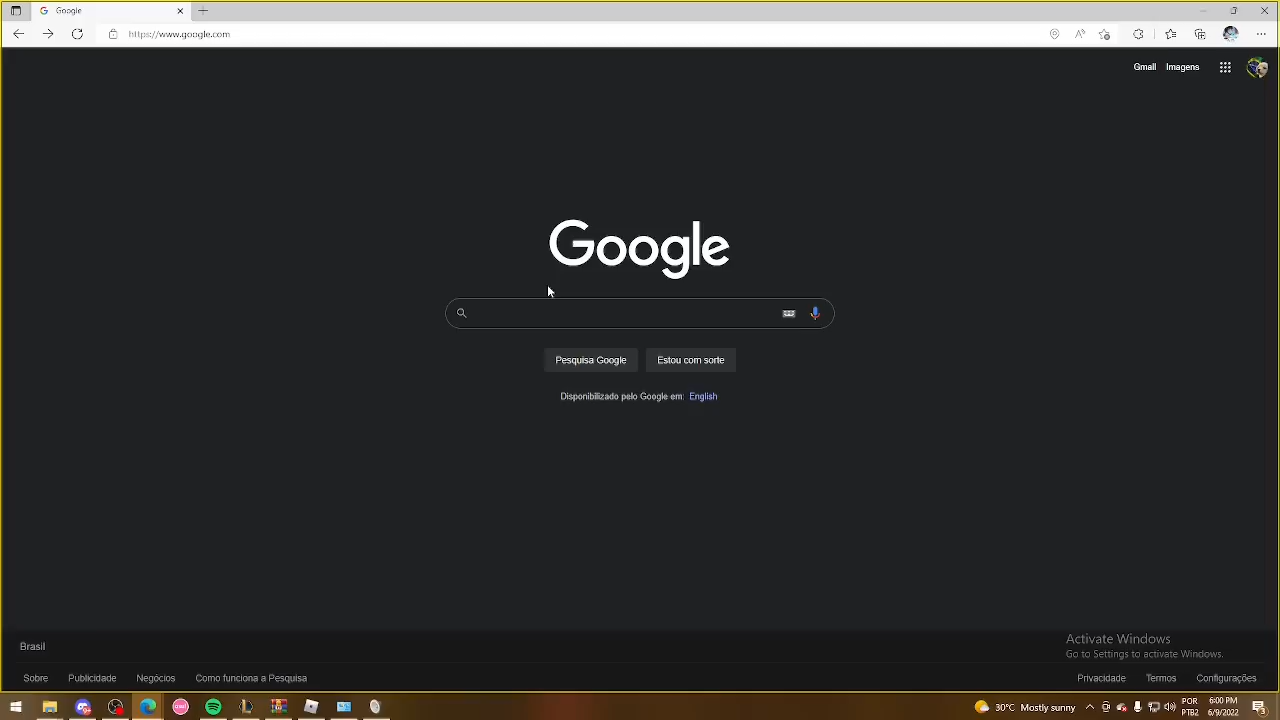 Google
https://www.google.com
Gmail Imagens
Google
Pesquisa Google Estou com sorte
Disponibilizado pelo Google em: English
Brasil
Activate Windows
Go to Settings to activate Windows.
Sobre Publicidade Negócios Como funciona a Pesquisa
Privacidade Termos Configurações
30°C Mostly sunny
POR
PTB2
6:00 PM
6/9/2022